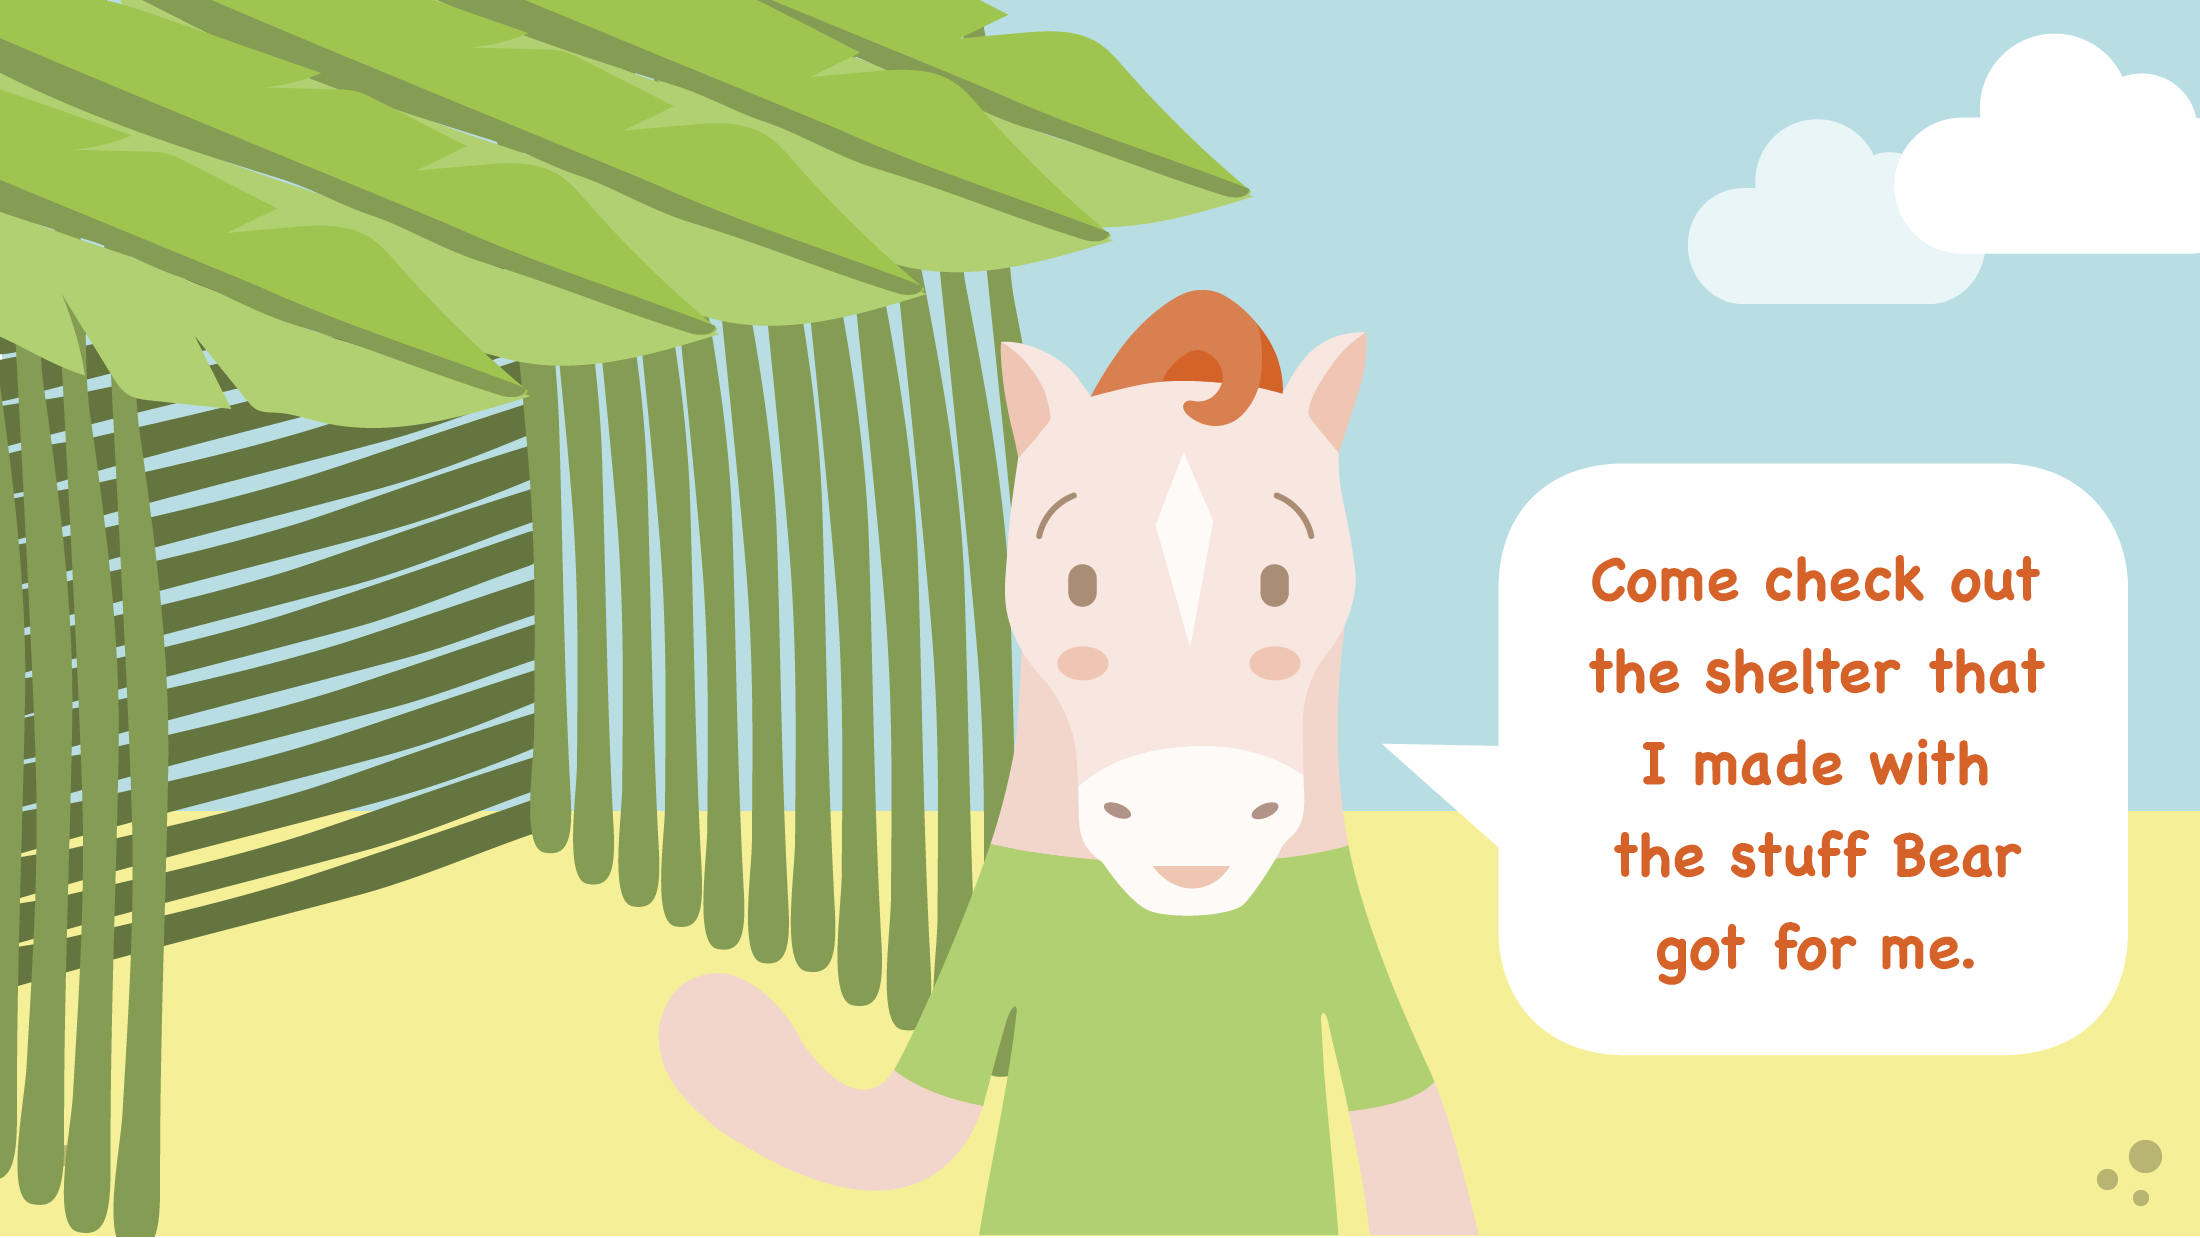 Come check out
the shelter that
I made with
the stuff Bear
got for me.